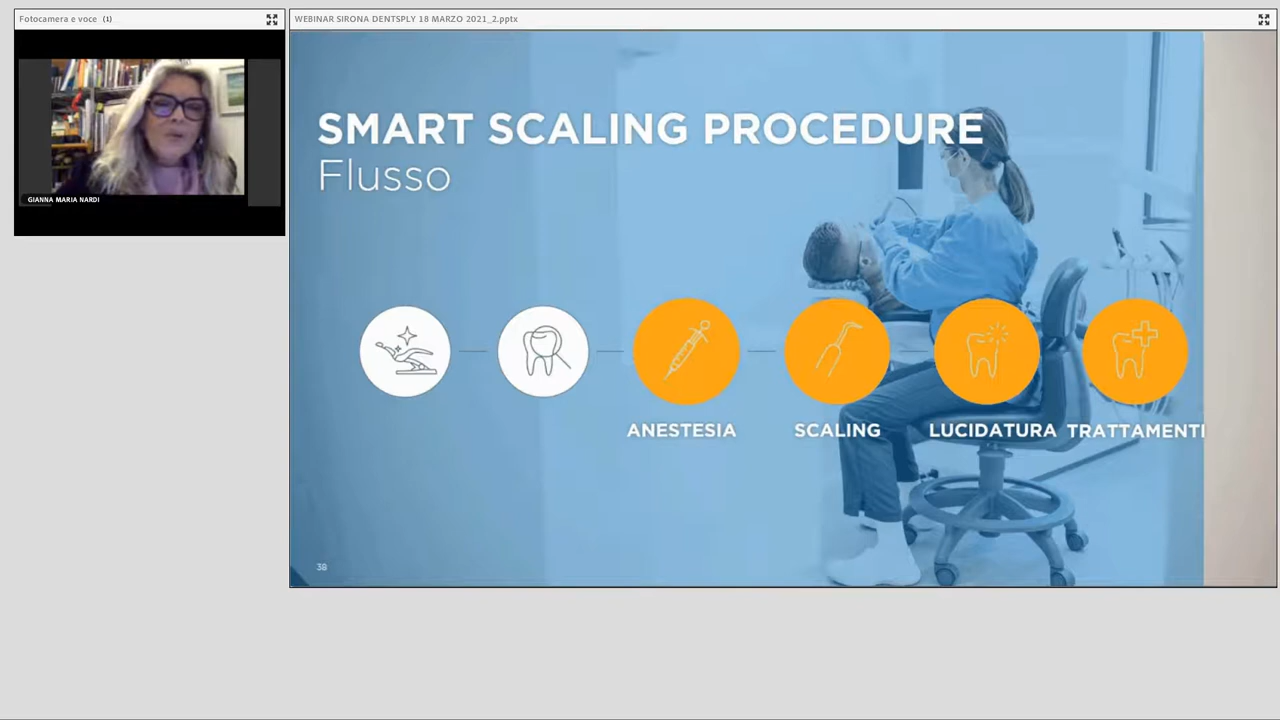 Fotocamera e voce (1)
GIANNA MARIA NARDI
WEBINAR SIRONA DENTSPLY 18 MARZO 2021_2.pptx
SMART SCALING PROCEDURE
Flusso
ANESTESIA
SCALING
LUCIDATURA
TRATTAMENTI
38